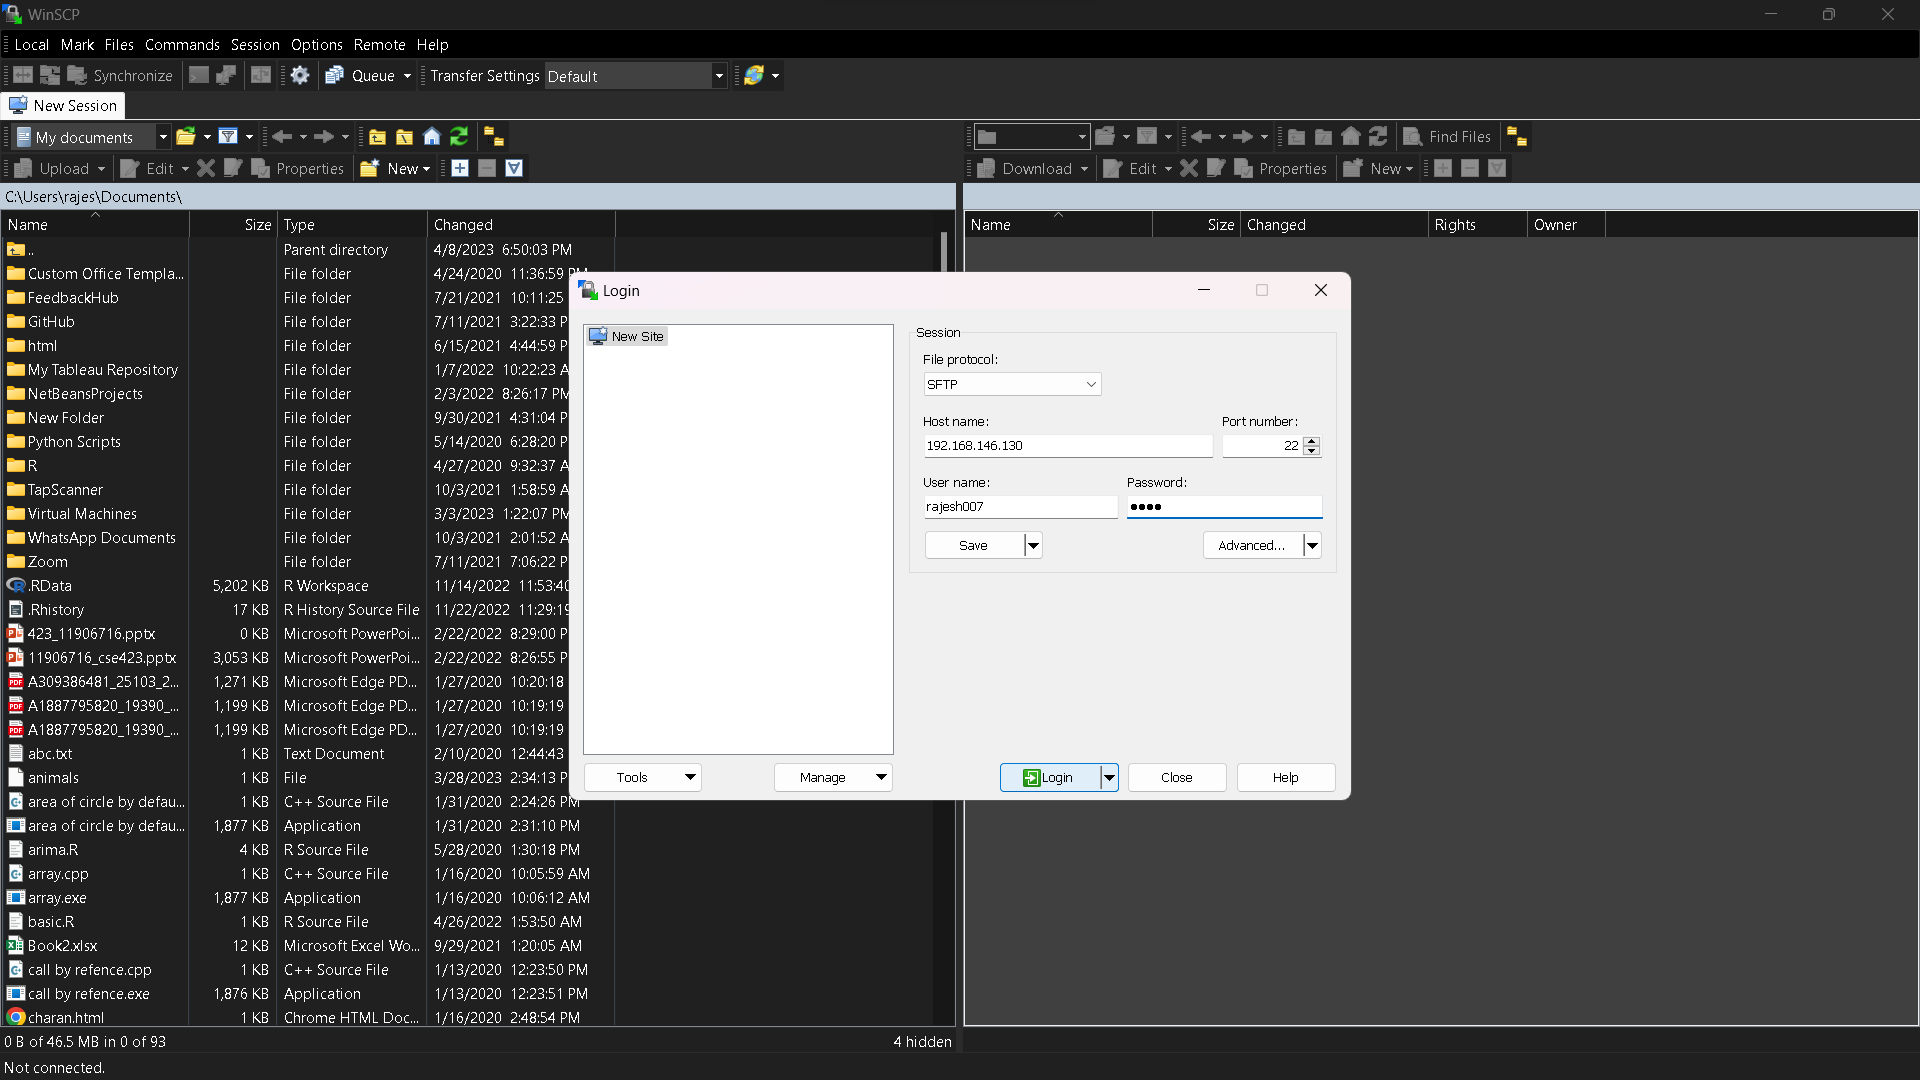 WinSCP
Local Mark Files Commands Session Options Remote Help
Synchronize Queue Transfer Settings Default
New Session
My documents Find Files
Upload Edit Properties New Download Edit Properties New
C:\Users\rajes\Documents\
Name Size Type Changed
.. Parent directory 4/8/2023 6:50:03 PM
Custom Office Templa... File folder 4/24/2020 11:36:59 PM
FeedbackHub File folder 7/21/2021 10:11:25
GitHub File folder 7/11/2021 3:22:33 P
html File folder 6/15/2021 4:44:59 P
My Tableau Repository File folder 1/7/2022 10:22:23 A
NetBeansProjects File folder 2/3/2022 8:26:17 PM
New Folder File folder 9/30/2021 4:31:04 P
Python Scripts File folder 5/14/2020 6:28:20 P
R File folder 4/27/2020 9:32:37 A
TapScanner File folder 10/3/2021 1:58:59 A
Virtual Machines File folder 3/3/2023 1:22:07 PM
WhatsApp Documents File folder 10/3/2021 2:01:52 A
Zoom File folder 7/11/2021 7:06:22 P
.RData 5,202 KB R Workspace 11/14/2022 11:53:40
.Rhistory 17 KB R History Source File 11/22/2022 11:29:19
423_11906716.pptx 0 KB Microsoft PowerPoi... 2/22/2022 8:29:00 P
11906716_cse423.pptx 3,053 KB Microsoft PowerPoi... 2/22/2022 8:26:55 P
A309386481_25103_2... 1,271 KB Microsoft Edge PD... 1/27/2020 10:20:18
A1887795820_19390_... 1,199 KB Microsoft Edge PD... 1/27/2020 10:19:19
A1887795820_19390_... 1,199 KB Microsoft Edge PD... 1/27/2020 10:19:19
abc.txt 1 KB Text Document 2/10/2020 12:44:43
animals 1 KB File 3/28/2023 2:34:13 P
area of circle by defau... 1 KB C++ Source File 1/31/2020 2:24:26 PM
area of circle by defau... 1,877 KB Application 1/31/2020 2:31:10 PM
arima.R 4 KB R Source File 5/28/2020 1:30:18 PM
array.cpp 1 KB C++ Source File 1/16/2020 10:05:59 AM
array.exe 1,877 KB Application 1/16/2020 10:06:12 AM
basic.R 1 KB R Source File 4/26/2022 1:53:50 AM
Book2.xlsx 12 KB Microsoft Excel Wo... 9/29/2021 1:20:05 AM
call by refence.cpp 1 KB C++ Source File 1/13/2020 12:23:50 PM
call by refence.exe 1,876 KB Application 1/13/2020 12:23:51 PM
charan.html 1 KB Chrome HTML Doc... 1/16/2020 2:48:54 PM
0 B of 46.5 MB in 0 of 93 4 hidden
Not connected.
Name Size Changed Rights Owner
Login
New Site
Session
File protocol:
SFTP
Host name: Port number:
192.168.146.130 22
User name: Password:
rajesh007 ●●●●
Save Advanced...
Tools Manage Login Close Help